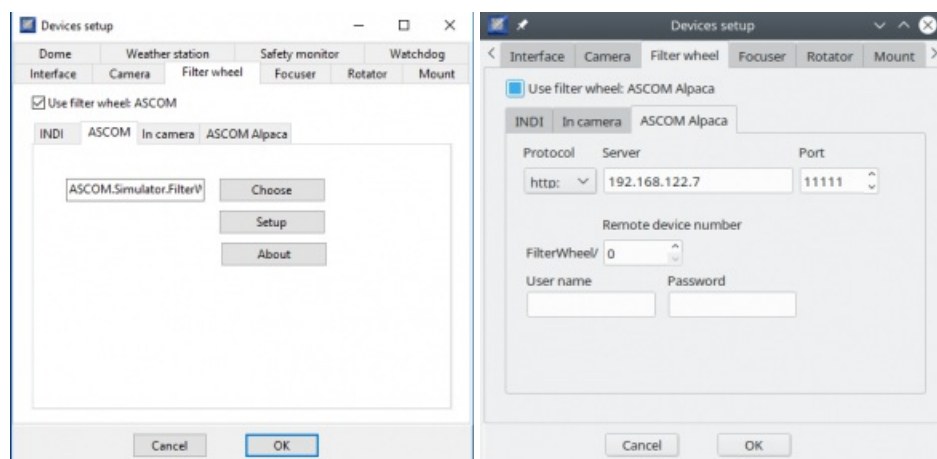 Devices setup
Dome Weather station Safety monitor Watchdog
Interface Camera Filter wheel Focuser Rotator Mount
Use filter wheel: ASCOM
INDI ASCOM In camera ASCOM Alpaca
ASCOM.Simulator.FilterW Choose
Setup
About
Cancel OK
Devices setup
Interface Camera Filter wheel Focuser Rotator Mount
Use filter wheel: ASCOM Alpaca
INDI In camera ASCOM Alpaca
Protocol Server Port
http: 192.168.122.7 11111
Remote device number
FilterWheel/ 0
User name Password
Cancel OK